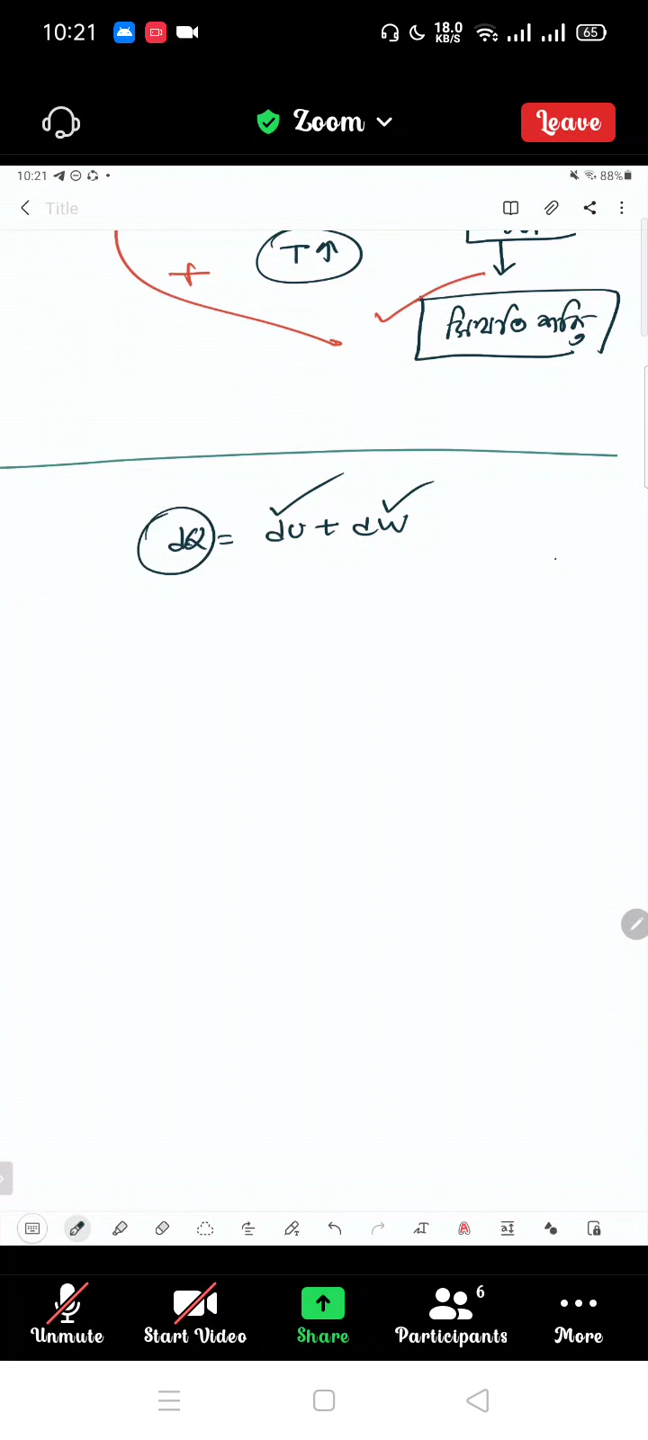 10:21
18.0 KB/S
65
Zoom
Leave
10:21
88%
Title
T↑
+
স্থিতি শক্তি
dQ = dU + dW
Unmute
Start Video
Share
Participants
6
More